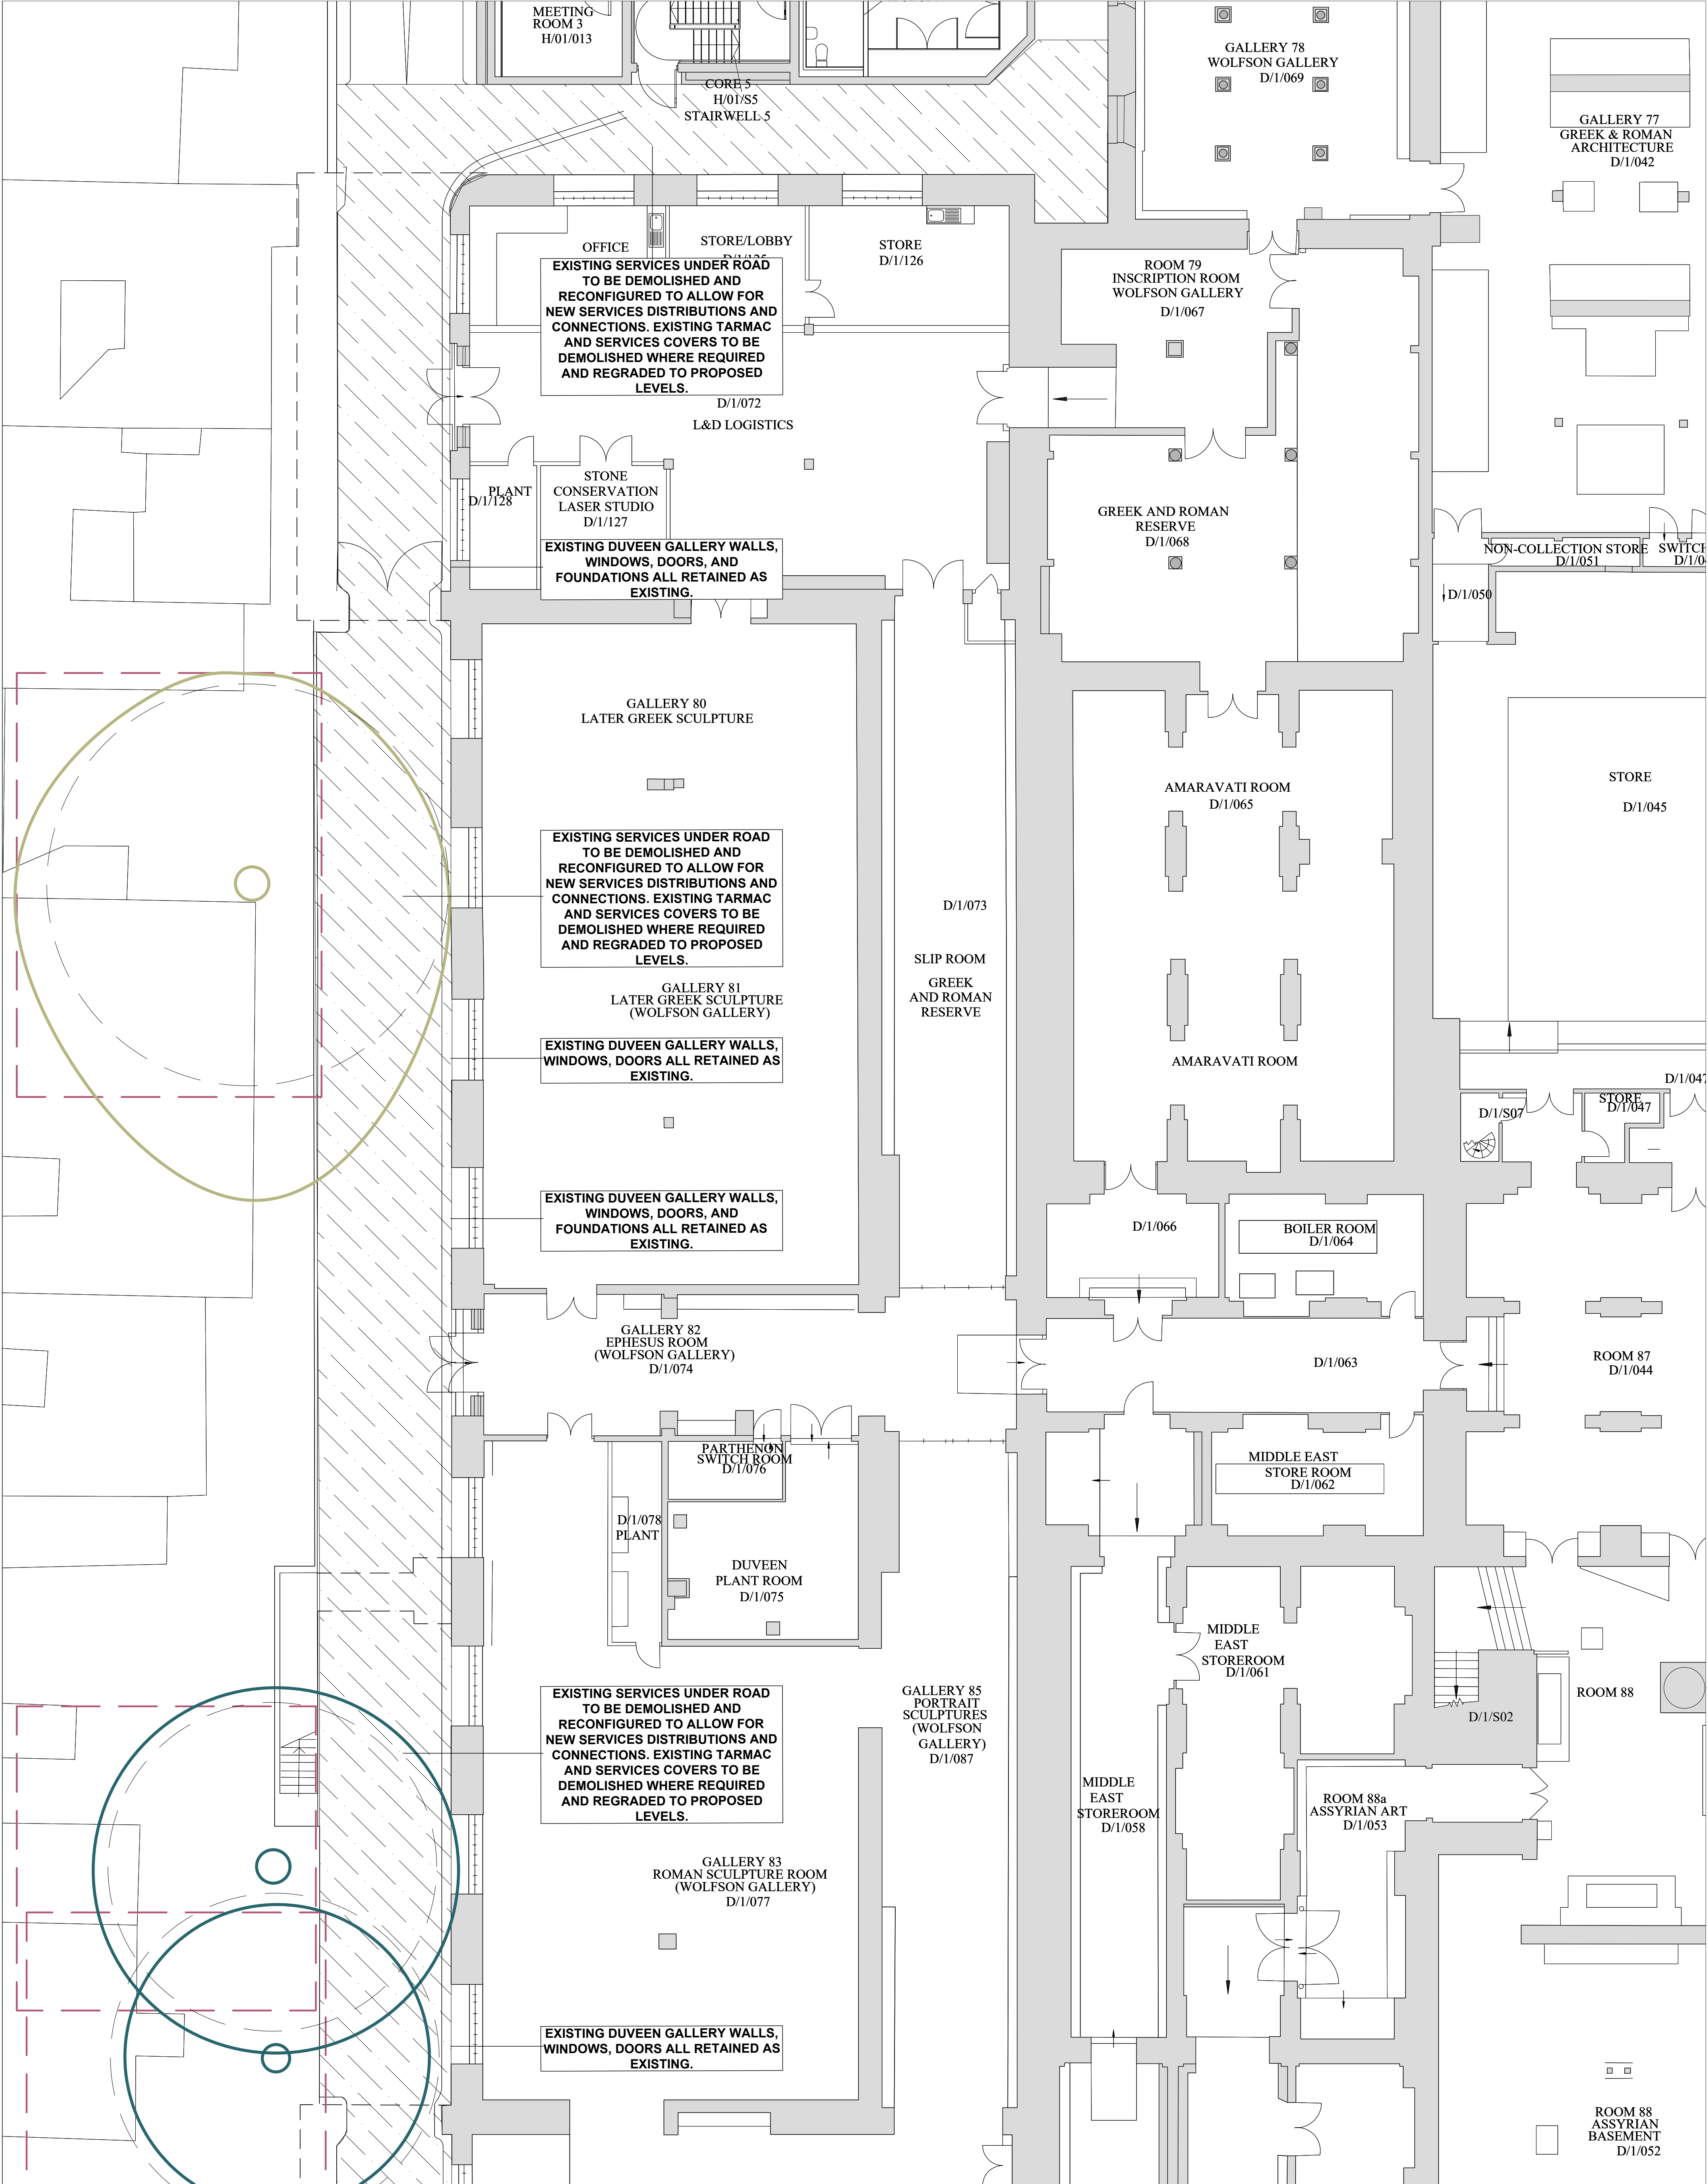 MEETING
ROOM 3
H/01/013
CORE 5
H/01/S5
STAIRWELL 5
GALLERY 78
WOLFSON GALLERY
D/1/069
GALLERY 77
GREEK & ROMAN
ARCHITECTURE
D/1/042
OFFICE
STORE/LOBBY
STORE
D/1/126
EXISTING SERVICES UNDER ROAD
TO BE DEMOLISHED AND
RECONFIGURED TO ALLOW FOR
NEW SERVICES DISTRIBUTIONS AND
CONNECTIONS. EXISTING TARMAC
AND SERVICES COVERS TO BE
DEMOLISHED WHERE REQUIRED
AND REGRADED TO PROPOSED
LEVELS.
D/1/072
L&D LOGISTICS
ROOM 79
INSCRIPTION ROOM
WOLFSON GALLERY
D/1/067
PLANT
D/1/128
STONE
CONSERVATION
LASER STUDIO
D/1/127
GREEK AND ROMAN
RESERVE
D/1/068
NON-COLLECTION STORE
D/1/051
SWITCH
D/1/0
D/1/050
EXISTING DUVEEN GALLERY WALLS,
WINDOWS, DOORS, AND
FOUNDATIONS ALL RETAINED AS
EXISTING.
GALLERY 80
LATER GREEK SCULPTURE
AMARAVATI ROOM
D/1/065
STORE
D/1/045
EXISTING SERVICES UNDER ROAD
TO BE DEMOLISHED AND
RECONFIGURED TO ALLOW FOR
NEW SERVICES DISTRIBUTIONS AND
CONNECTIONS. EXISTING TARMAC
AND SERVICES COVERS TO BE
DEMOLISHED WHERE REQUIRED
AND REGRADED TO PROPOSED
LEVELS.
D/1/073
SLIP ROOM
GREEK
AND ROMAN
RESERVE
GALLERY 81
LATER GREEK SCULPTURE
(WOLFSON GALLERY)
EXISTING DUVEEN GALLERY WALLS,
WINDOWS, DOORS ALL RETAINED AS
EXISTING.
AMARAVATI ROOM
D/1/047
STORE
D/1/047
D/1/S07
EXISTING DUVEEN GALLERY WALLS,
WINDOWS, DOORS, AND
FOUNDATIONS ALL RETAINED AS
EXISTING.
D/1/066
BOILER ROOM
D/1/064
GALLERY 82
EPHESUS ROOM
(WOLFSON GALLERY)
D/1/074
D/1/063
ROOM 87
D/1/044
PARTHENON
SWITCH ROOM
D/1/076
MIDDLE EAST
STORE ROOM
D/1/062
D/1/078
PLANT
DUVEEN
PLANT ROOM
D/1/075
MIDDLE
EAST
STOREROOM
D/1/061
EXISTING SERVICES UNDER ROAD
TO BE DEMOLISHED AND
RECONFIGURED TO ALLOW FOR
NEW SERVICES DISTRIBUTIONS AND
CONNECTIONS. EXISTING TARMAC
AND SERVICES COVERS TO BE
DEMOLISHED WHERE REQUIRED
AND REGRADED TO PROPOSED
LEVELS.
GALLERY 85
PORTRAIT
SCULPTURES
(WOLFSON
GALLERY)
D/1/087
ROOM 88
D/1/S02
MIDDLE
EAST
STOREROOM
D/1/058
ROOM 88a
ASSYRIAN ART
D/1/053
GALLERY 83
ROMAN SCULPTURE ROOM
(WOLFSON GALLERY)
D/1/077
EXISTING DUVEEN GALLERY WALLS,
WINDOWS, DOORS ALL RETAINED AS
EXISTING.
ROOM 88
ASSYRIAN
BASEMENT
D/1/052